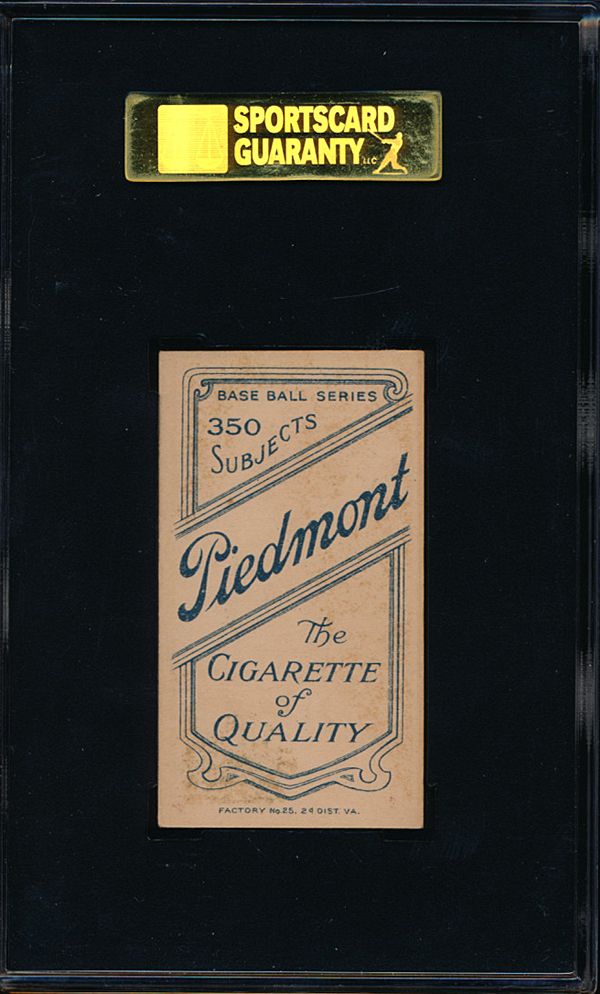 SPORTSCARD
GUARANTY LLC
BASE BALL SERIES
350
SUBJECTS
Piedmont
The
CIGARETTE
of
QUALITY
FACTORY No 25, 2d DIST. VA.